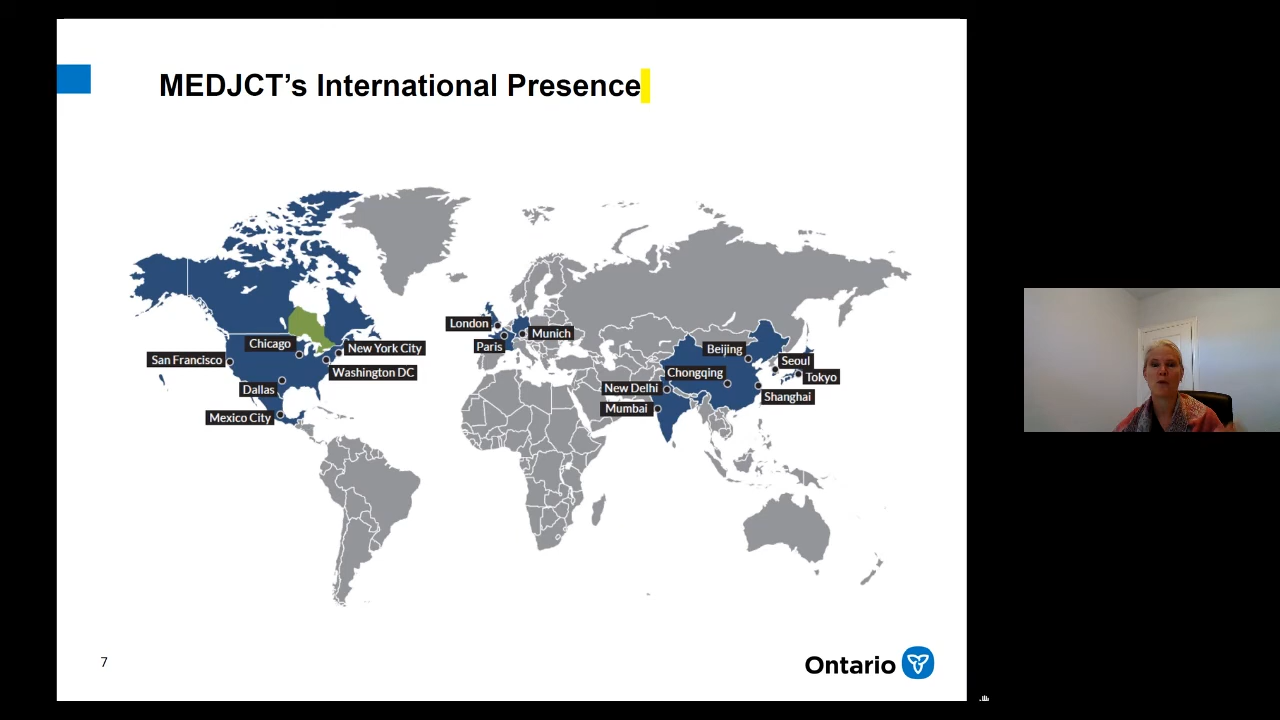 MEDJCT’s International Presence
London
Munich
Paris
Chicago
New York City
San Francisco
Washington DC
Dallas
Mexico City
Beijing
Seoul
Chongqing
Tokyo
New Delhi
Shanghai
Mumbai
7
Ontario